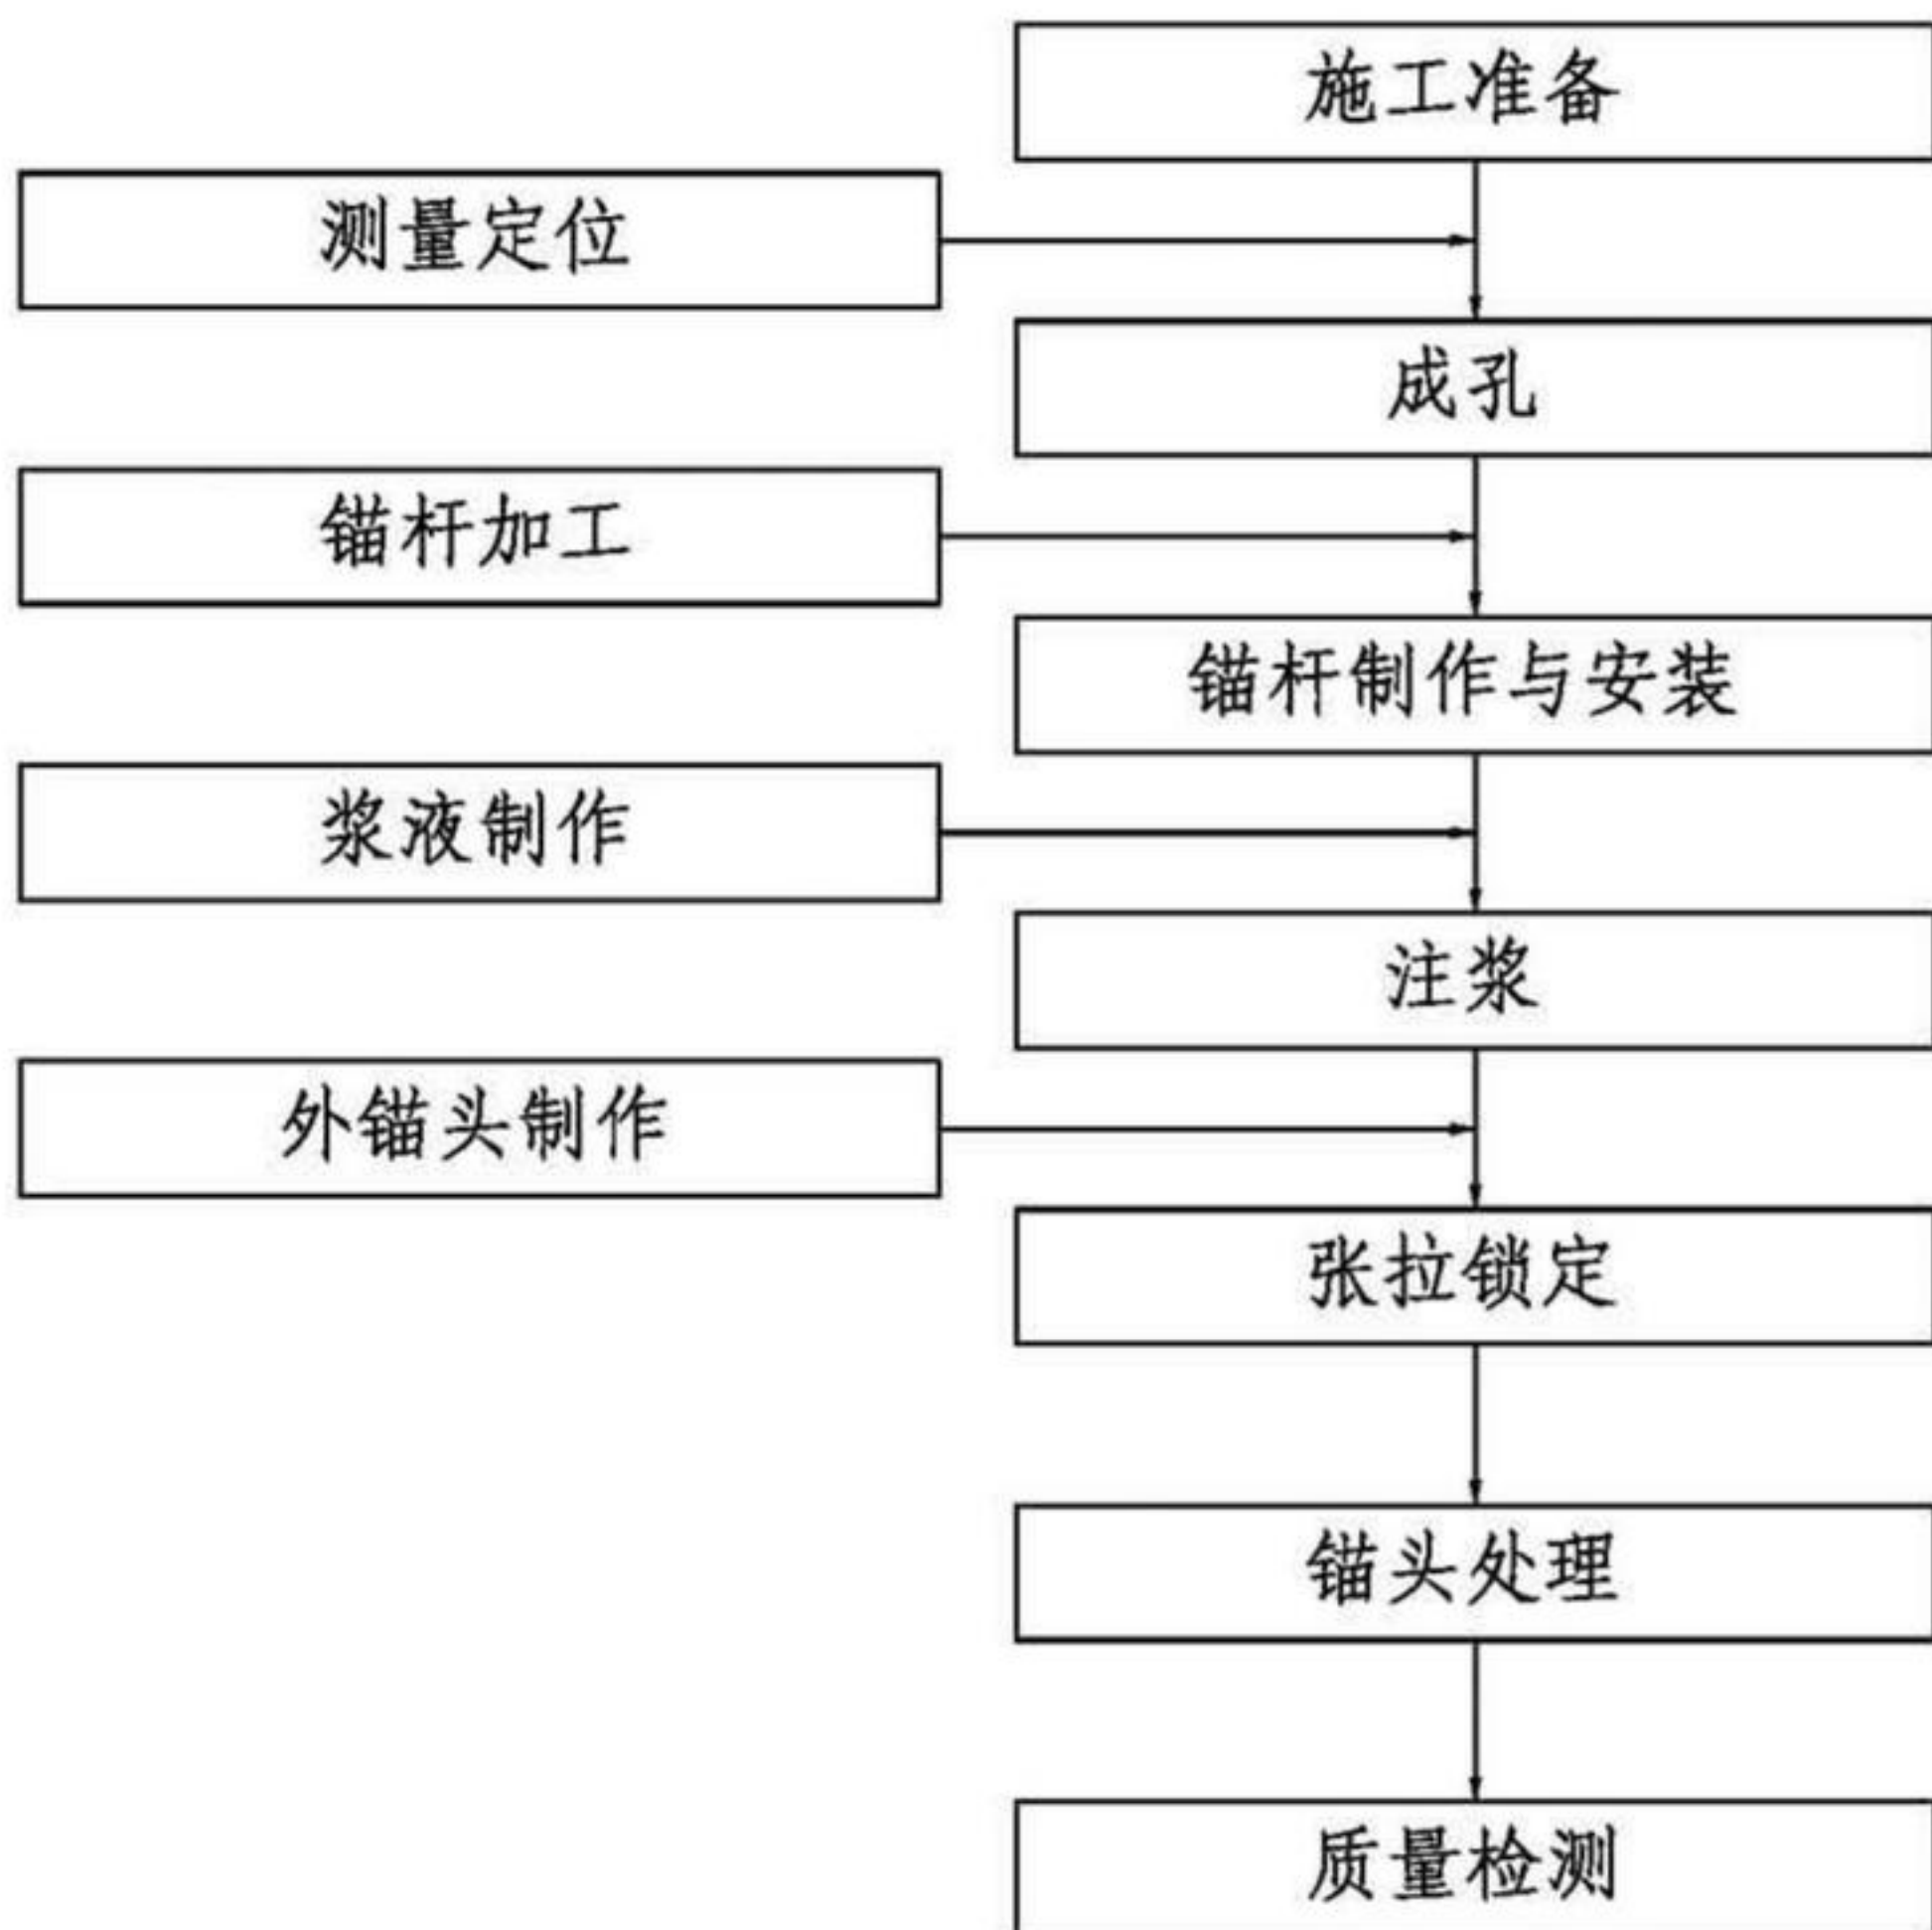 施工准备
测量定位
成孔
锚杆加工
锚杆制作与安装
浆液制作
注浆
外锚头制作
张拉锁定
锚头处理
质量检测